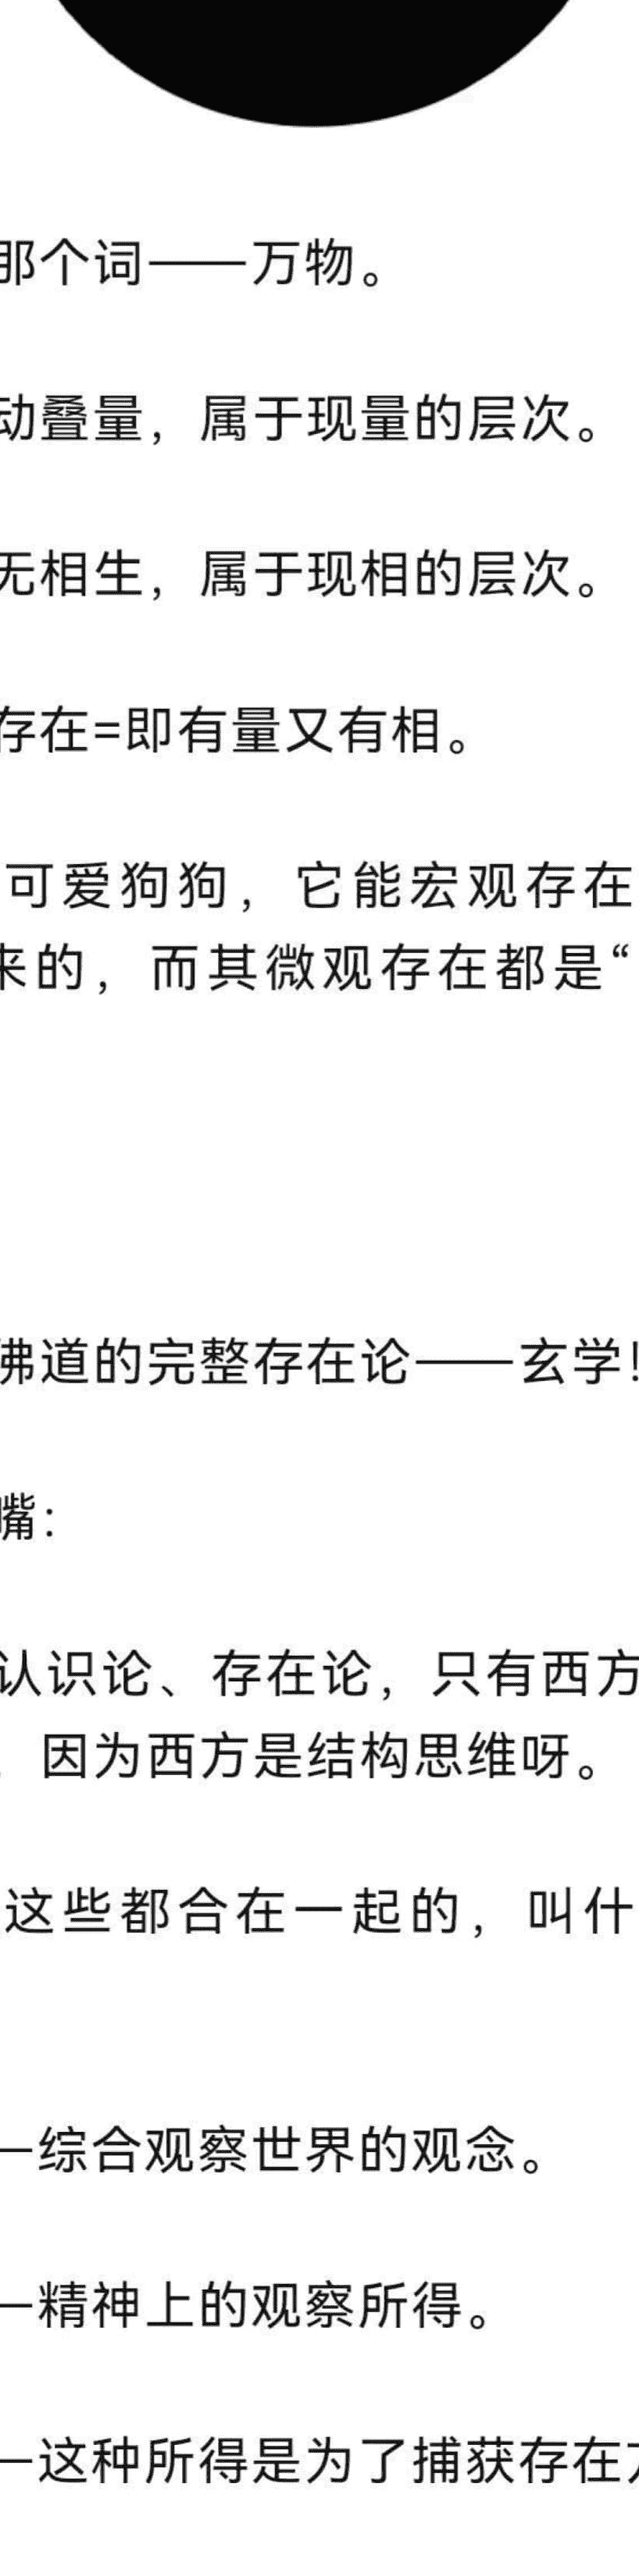 那个词——万物。
动叠量，属于现量的层次。
无相生，属于现相的层次。
存在=即有量又有相。
可爱狗狗，它能宏观存在
来的，而其微观存在都是“
佛道的完整存在论——玄学!
嘴：
认识论、存在论，只有西方
因为西方是结构思维呀。
这些都合在一起的，叫什
—综合观察世界的观念。
—精神上的观察所得。
—这种所得是为了捕获存在